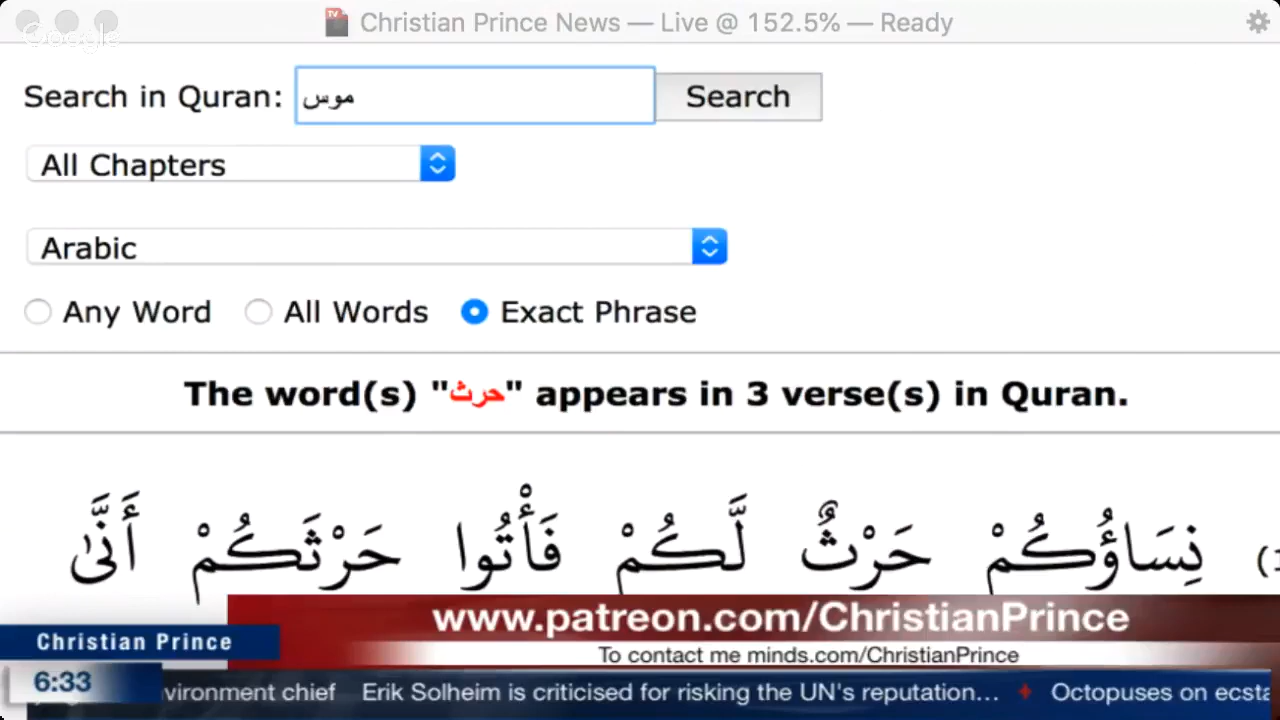 Google
Christian Prince News — Live @ 152.5% — Ready
Search in Quran: موس Search
All Chapters
Arabic
Any Word All Words Exact Phrase
The word(s) "حرث" appears in 3 verse(s) in Quran.
نِسَاؤُكُمْ حَرْثٌ لَّكُمْ فَأْتُوا حَرْثَكُمْ أَنَّىٰ
www.patreon.com/ChristianPrince
Christian Prince
To contact me minds.com/ChristianPrince
6:33 vironment chief Erik Solheim is criticised for risking the UN's reputation... Octopuses on ecsta